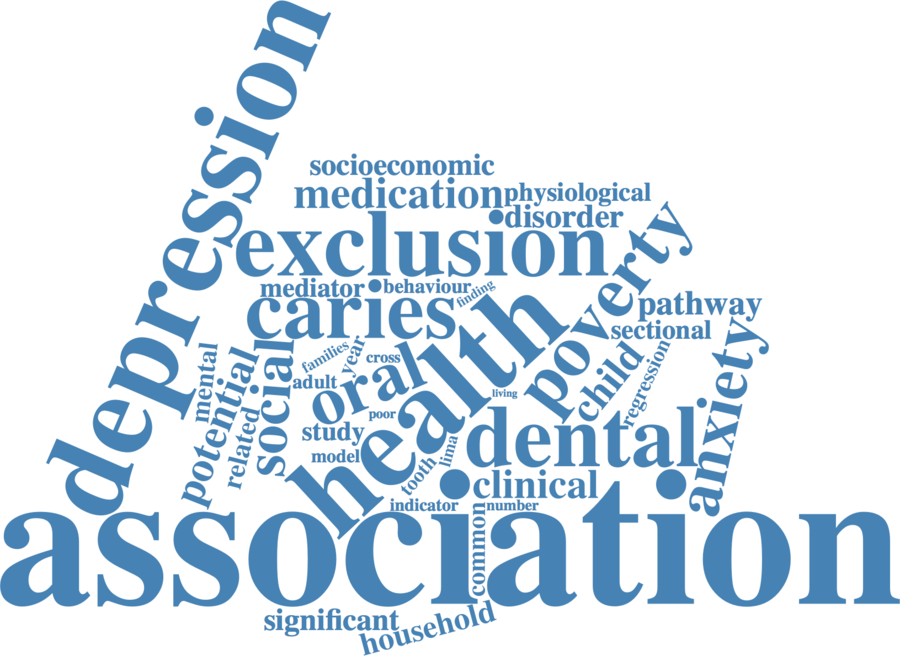 depression
socioeconomic
medication
physiological
disorder
exclusion
poverty
mediator
behaviour
finding
caries
health
pathway
sectional
anxiety
mental
potential
related
social
families
year
cross
adult
oral
child
regression
living
poor
study
model
dental
tooth
lima
clinical
indicator
common
number
association
significant
household